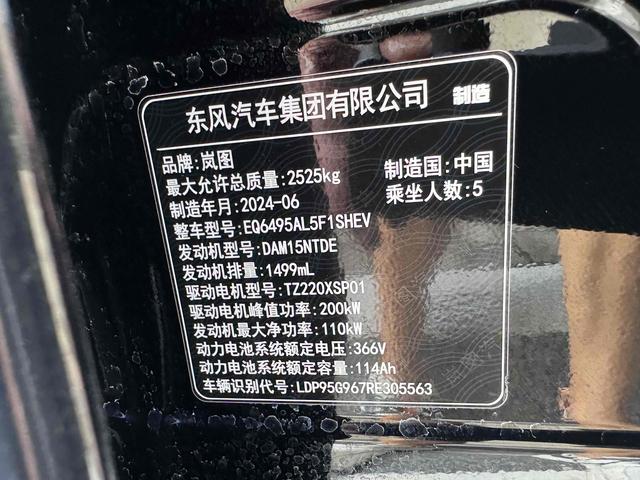 东风汽车集团有限公司 制造
品牌:岚图
最大允许总质量:2525kg 制造国:中国
制造年月:2024-06 乘坐人数:5
整车型号:EQ6495AL5F1SHEV
发动机型号:DAM15NTDE
发动机排量:1499mL
驱动电机型号:TZ220XSP01
驱动电机峰值功率:200kW
发动机最大净功率:110kW
动力电池系统额定电压:366V
动力电池系统额定容量:114Ah
车辆识别代号:LDP95G967RE305563